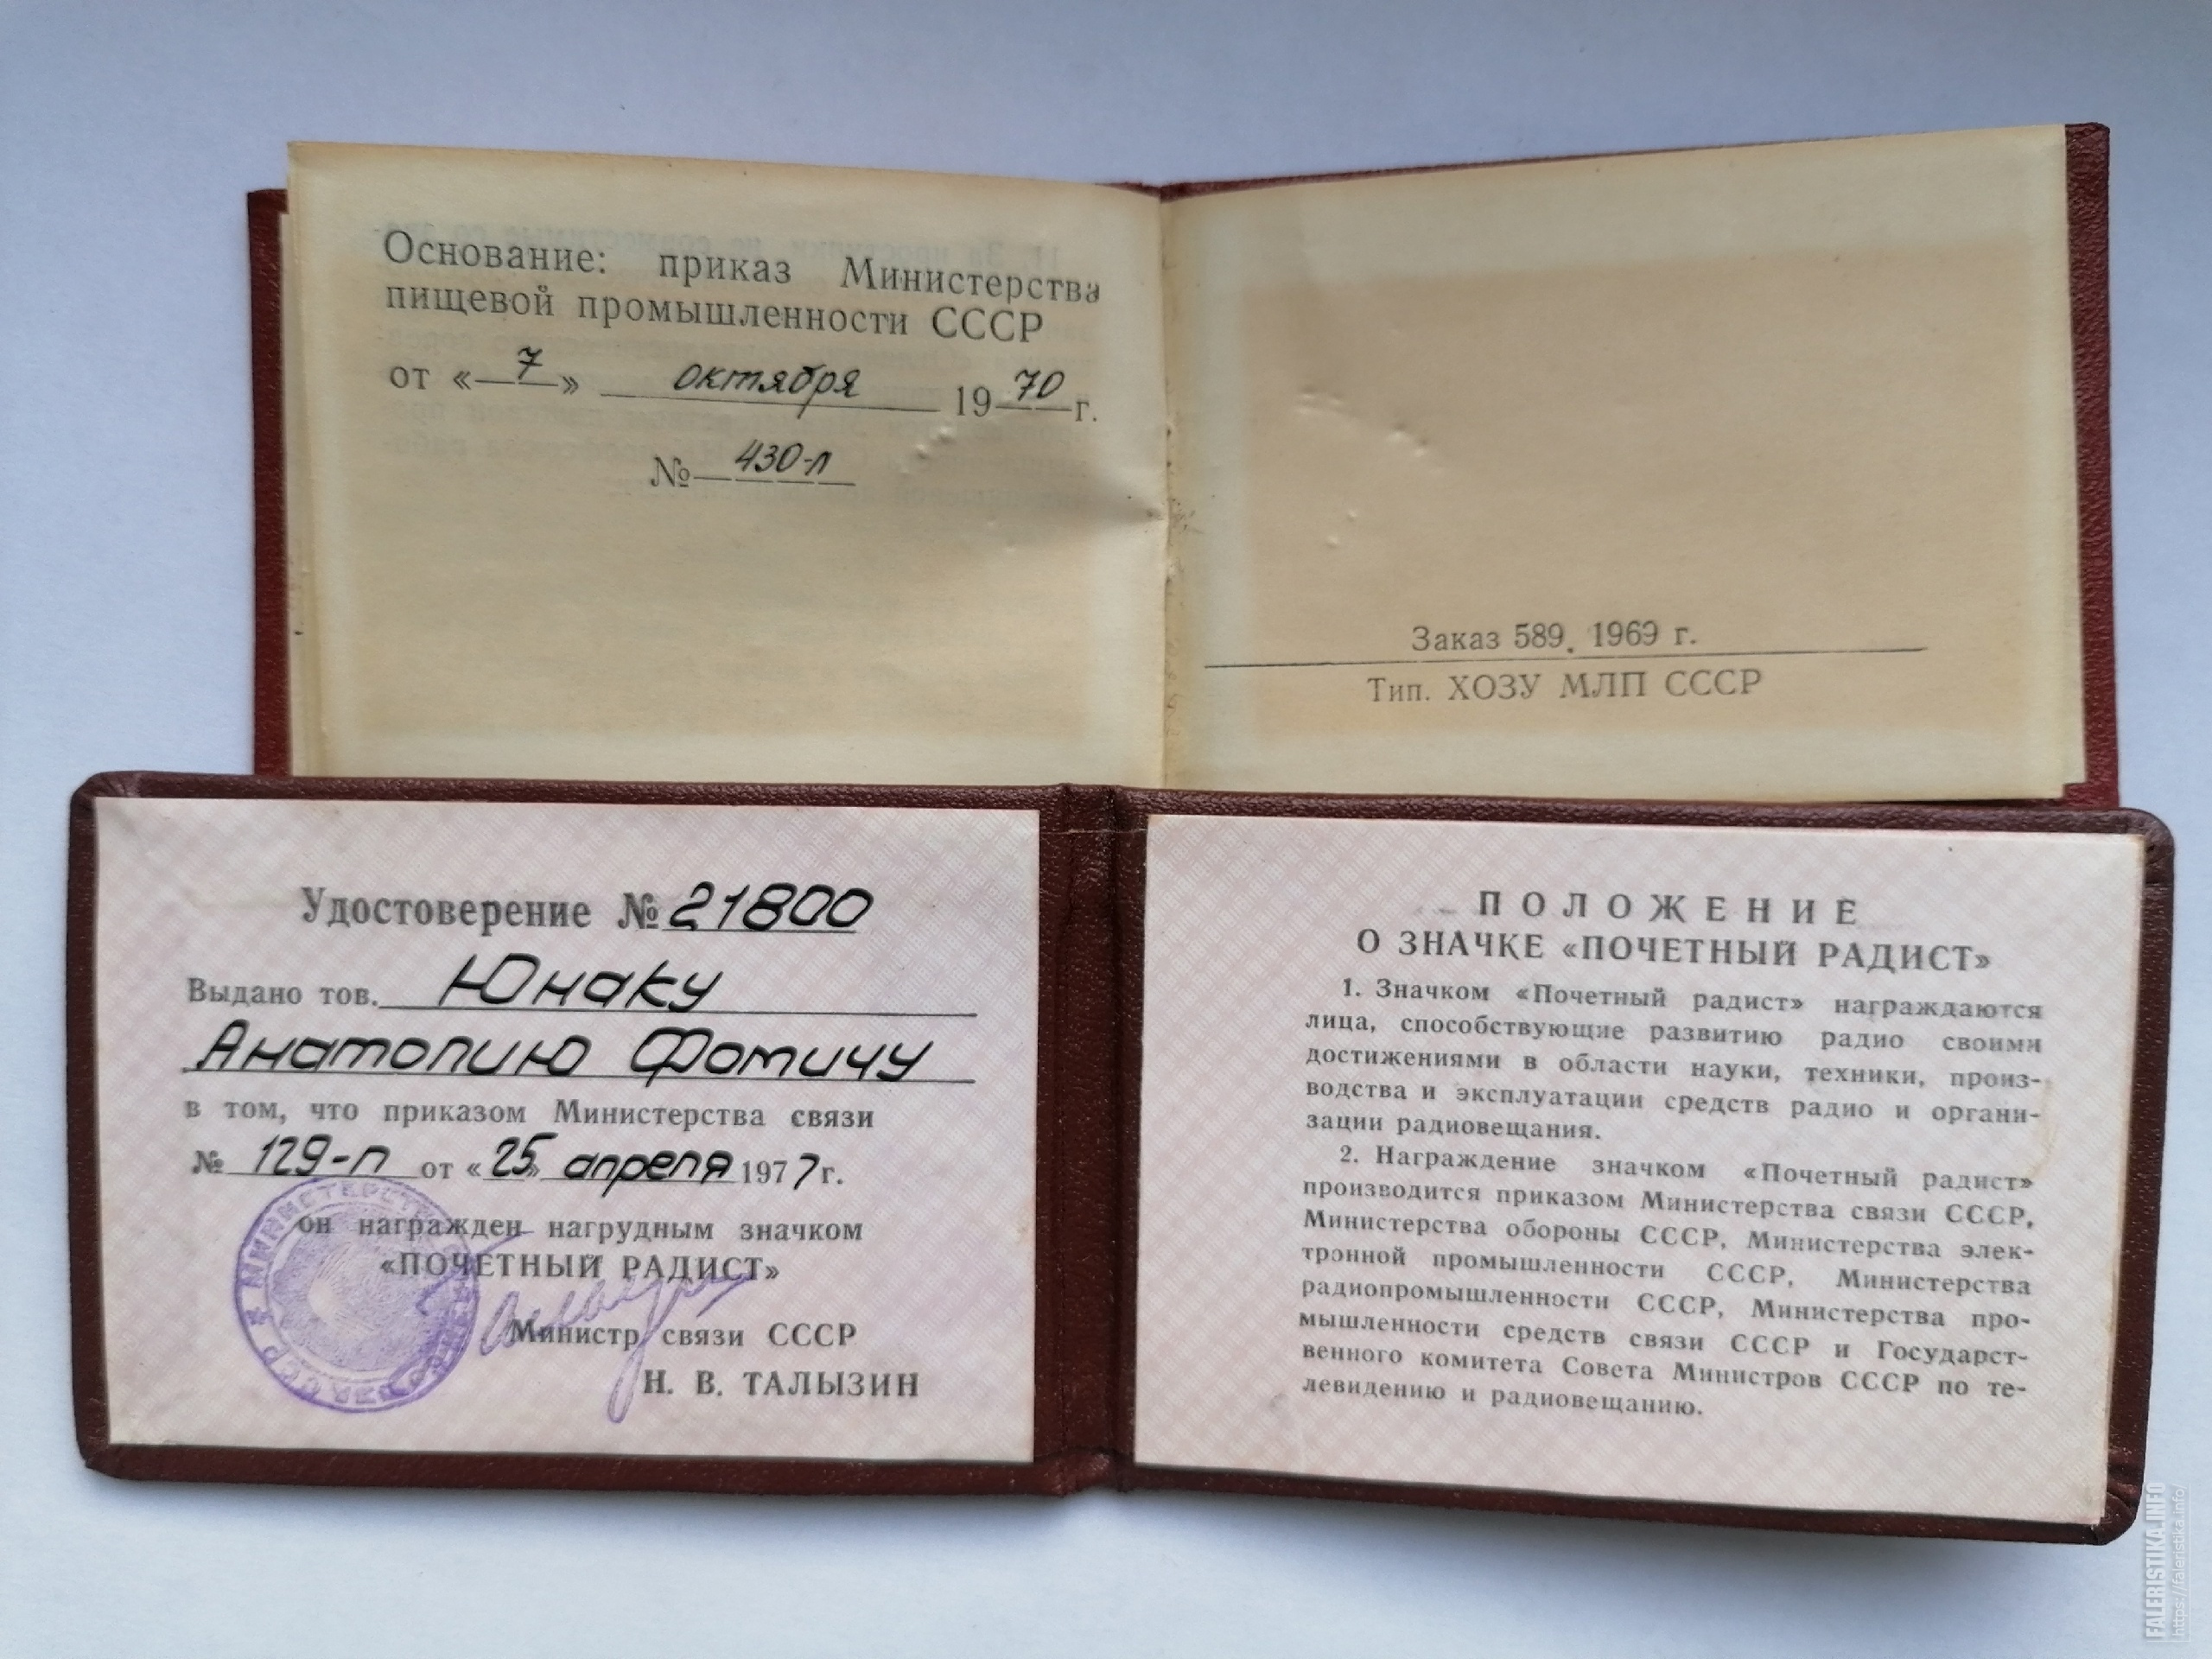 Основание: приказ Министерства
пищевой промышленности СССР
от «7» октября 1970 г.
№ 430-л
Заказ 589. 1969 г.
Тип. ХОЗУ МЛП СССР
Удостоверение № 21800
Выдано тов. Юнаку
Анатолию Фомичу
в том, что приказом Министерства связи
№ 129-п от «25» апреля 1977 г.
он награжден нагрудным значком
«ПОЧЕТНЫЙ РАДИСТ»
Министр связи СССР
Н. В. ТАЛЫЗИН
МИНИСТЕРСТВО СССР
ПОЛОЖЕНИЕ
О ЗНАЧКЕ «ПОЧЕТНЫЙ РАДИСТ»
1. Значком «Почетный радист» награждаются
лица, способствующие развитию радио своими
достижениями в области науки, техники, произ-
водства и эксплуатации средств радио и органи-
зации радиовещания.
2. Награждение значком «Почетный радист»
производится приказом Министерства связи СССР,
Министерства обороны СССР, Министерства элек-
тронной промышленности СССР, Министерства
радиопромышленности СССР, Министерства про-
мышленности средств связи СССР и Государст-
венного комитета Совета Министров СССР по те-
левидению и радиовещанию.
FALERISTIKA.INFO
https://faleristika.info/